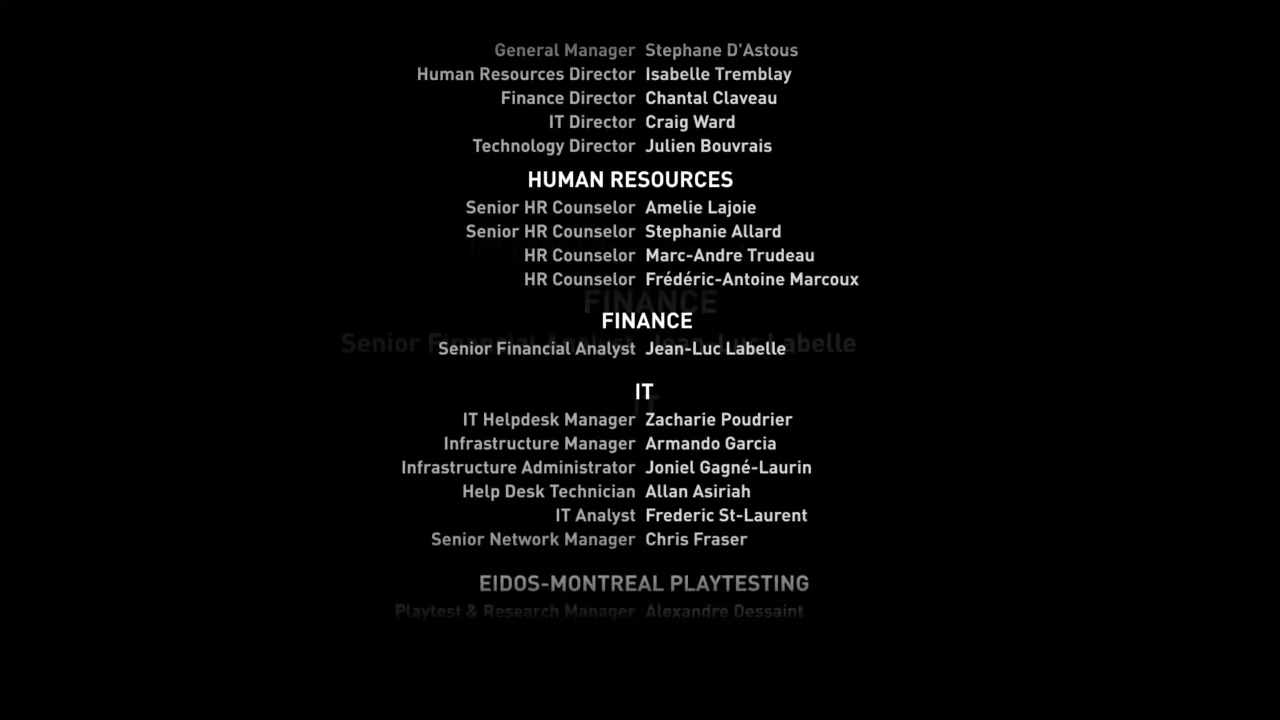 General Manager Stephane D'Astous
Human Resources Director Isabelle Tremblay
Finance Director Chantal Claveau
IT Director Craig Ward
Technology Director Julien Bouvrais
HUMAN RESOURCES
Senior HR Counselor Amelie Lajoie
Senior HR Counselor Stephanie Allard
HR Counselor Marc-Andre Trudeau
HR Counselor Frédéric-Antoine Marcoux
FINANCE
Senior Financial Analyst Jean-Luc Labelle
IT
IT Helpdesk Manager Zacharie Poudrier
Infrastructure Manager Armando Garcia
Infrastructure Administrator Joniel Gagné-Laurin
Help Desk Technician Allan Asiriah
IT Analyst Frederic St-Laurent
Senior Network Manager Chris Fraser
EIDOS-MONTREAL PLAYTESTING
Playtest & Research Manager Alexandre Dessaint